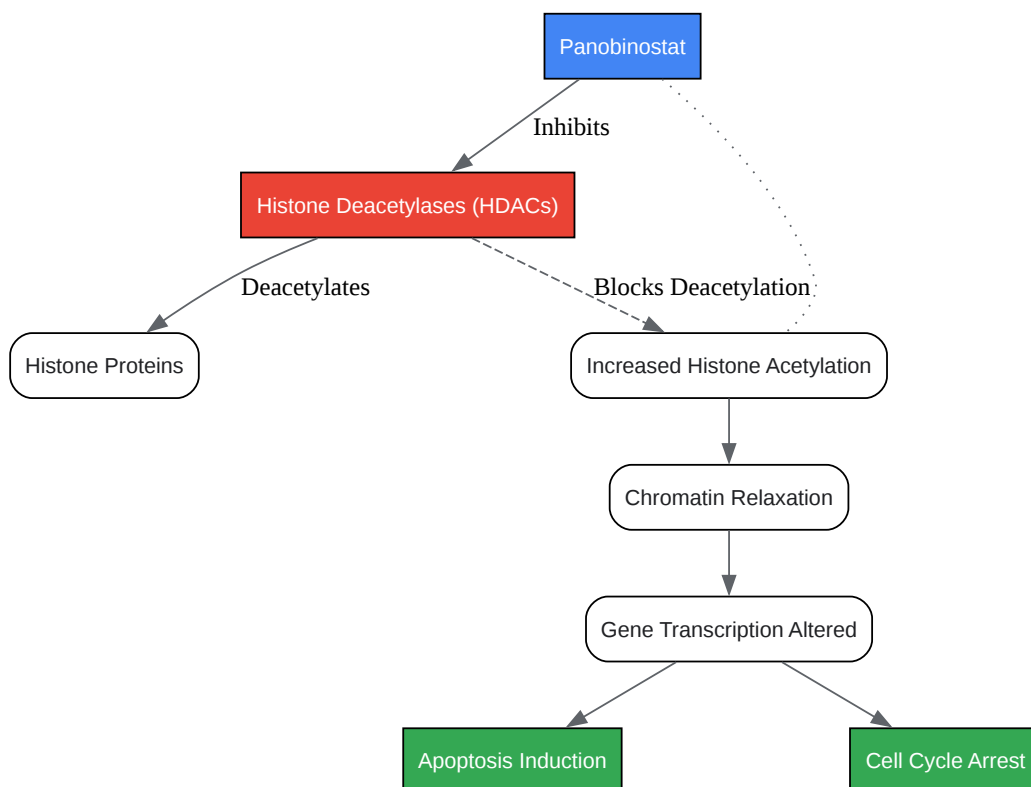 Panobinostat
Inhibits
Histone Deacetylases (HDACs)
Deacetylates
Blocks Deacetylation
Histone Proteins
Increased Histone Acetylation
Chromatin Relaxation
Gene Transcription Altered
Apoptosis Induction
Cell Cycle Arrest